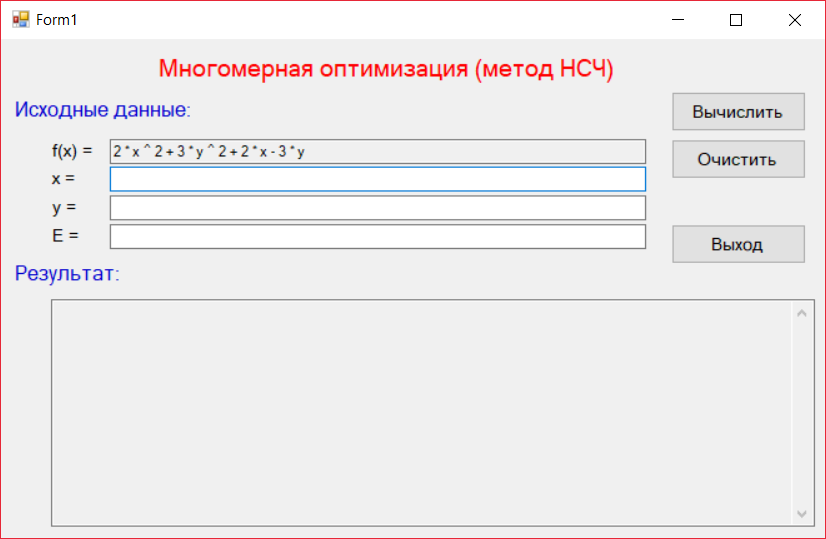 Form1
Многомерная оптимизация (метод НСЧ)
Исходные данные:
Вычислить
f(x) = 2*x^2+3*y^2+2*x-3*y
Очистить
x =
y =
E =
Выход
Результат: